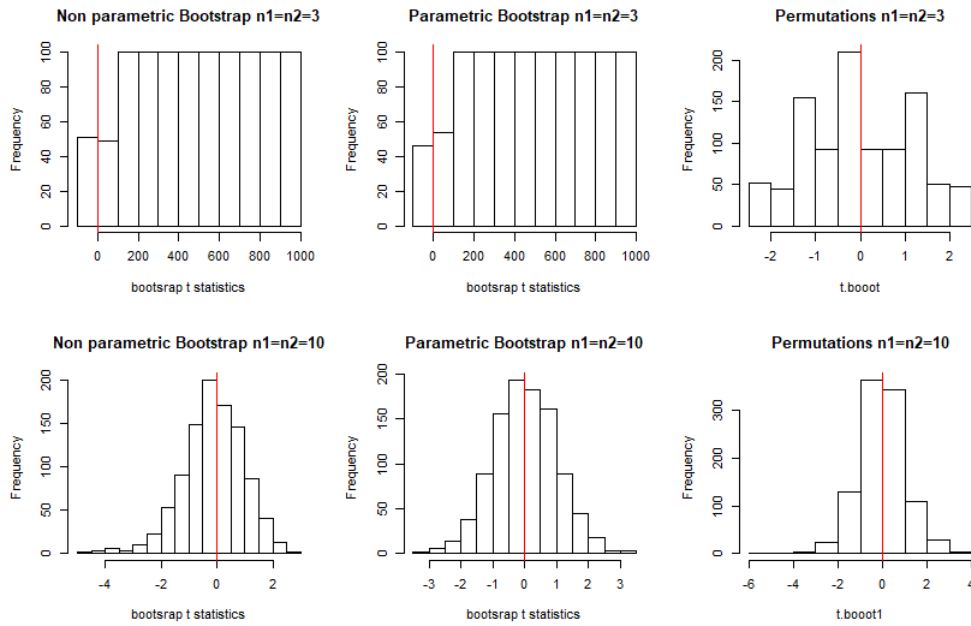 Non parametric Bootstrap n1=n2=3
Frequency
0 20 40 60 80 100
0 200 400 600 800 1000
bootsrap t statistics
Parametric Bootstrap n1=n2=3
Frequency
0 20 40 60 80 100
0 200 400 600 800 1000
bootsrap t statistics
Permutations n1=n2=3
Frequency
0 50 100 150 200
-2 -1 0 1 2
t.booot
Non parametric Bootstrap n1=n2=10
Frequency
0 50 100 150 200
-4 -2 0 2
bootsrap t statistics
Parametric Bootstrap n1=n2=10
Frequency
0 50 100 150 200
-3 -2 -1 0 1 2 3
bootsrap t statistics
Permutations n1=n2=10
Frequency
0 100 200 300
-6 -4 -2 0 2 4
t.booot1